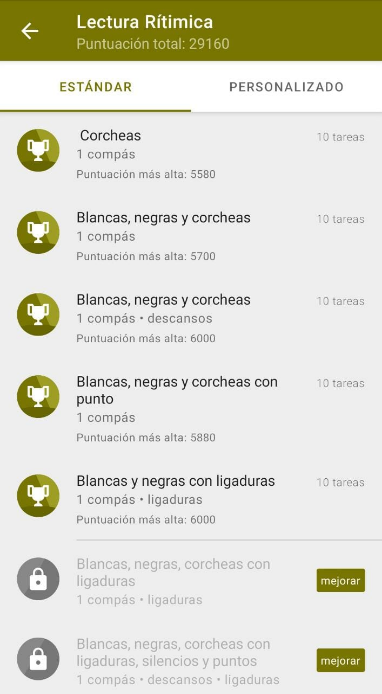 Lectura Rítimica
Puntuación total: 29160
ESTÁNDAR
PERSONALIZADO
Corcheas
10 tareas
1 compás
Puntuación más alta: 5580
Blancas, negras y corcheas
10 tareas
1 compás
Puntuación más alta: 5700
Blancas, negras y corcheas
10 tareas
1 compás • descansos
Puntuación más alta: 6000
Blancas, negras y corcheas con
10 tareas
punto
1 compás
Puntuación más alta: 5880
Blancas y negras con ligaduras
10 tareas
1 compás • ligaduras
Puntuación más alta: 6000
Blancas, negras, corcheas con
ligaduras
mejorar
1 compás • ligaduras
Blancas, negras, corcheas con
ligaduras, silencios y puntos
mejorar
1 compás • descansos • ligaduras